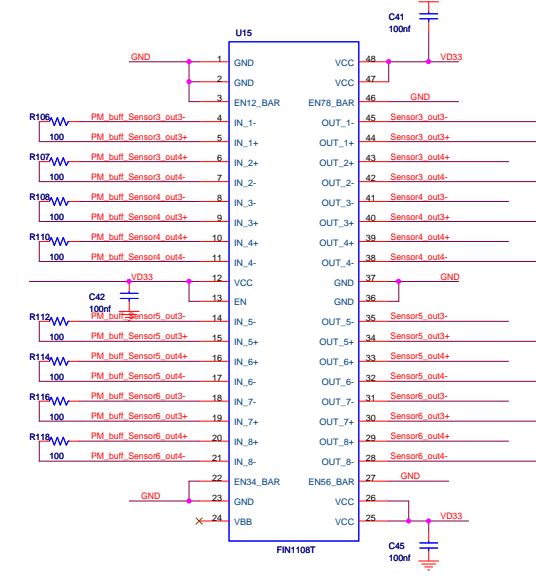 C41
100nf
U15
GND 1 GND VCC 48 VD33
2 GND VCC 47
3 EN12_BAR EN78_BAR 46 GND
R106 PM_buff_Sensor3_out3- 4 IN_1- OUT_1- 45 Sensor3_out3-
100 PM_buff_Sensor3_out3+ 5 IN_1+ OUT_1+ 44 Sensor3_out3+
R107 PM_buff_Sensor3_out4+ 6 IN_2+ OUT_2+ 43 Sensor3_out4+
100 PM_buff_Sensor3_out4- 7 IN_2- OUT_2- 42 Sensor3_out4-
R108 PM_buff_Sensor4_out3- 8 IN_3- OUT_3- 41 Sensor4_out3-
100 PM_buff_Sensor4_out3+ 9 IN_3+ OUT_3+ 40 Sensor4_out3+
R110 PM_buff_Sensor4_out4+ 10 IN_4+ OUT_4+ 39 Sensor4_out4+
100 PM_buff_Sensor4_out4- 11 IN_4- OUT_4- 38 Sensor4_out4-
VD33 12 VCC GND 37 GND
C42 13 EN GND 36
100nf
R112 PM_buff_Sensor5_out3- 14 IN_5- OUT_5- 35 Sensor5_out3-
100 PM_buff_Sensor5_out3+ 15 IN_5+ OUT_5+ 34 Sensor5_out3+
R114 PM_buff_Sensor5_out4+ 16 IN_6+ OUT_6+ 33 Sensor5_out4+
100 PM_buff_Sensor5_out4- 17 IN_6- OUT_6- 32 Sensor5_out4-
R116 PM_buff_Sensor6_out3- 18 IN_7- OUT_7- 31 Sensor6_out3-
100 PM_buff_Sensor6_out3+ 19 IN_7+ OUT_7+ 30 Sensor6_out3+
R118 PM_buff_Sensor6_out4+ 20 IN_8+ OUT_8+ 29 Sensor6_out4+
100 PM_buff_Sensor6_out4- 21 IN_8- OUT_8- 28 Sensor6_out4-
22 EN34_BAR EN56_BAR 27 GND
GND 23 GND VCC 26
24 VBB VCC 25 VD33
FIN1108T
C45
100nf